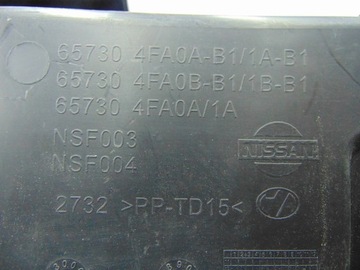 65730 4FA0A-B1/1A-B1
65730 4FA0B-B1/1B-B1
65730 4FA0A/1A
NSF003
NSF004
NISSAN
2732 >PP-TD15<